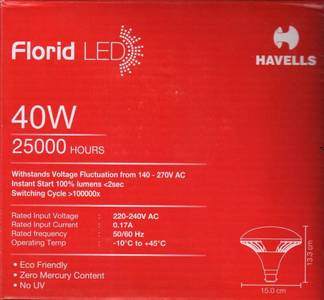 Florid LED
HAVELLS
40W
25000 HOURS
Withstands Voltage Fluctuation from 140 - 270V AC
Instant Start 100% lumens <2sec
Switching Cycle >100000x
Rated Input Voltage : 220-240V AC
Rated Input Current : 0.17A
Rated frequency : 50/60 Hz
Operating Temp : -10°C to +45°C
• Eco Friendly
• Zero Mercury Content
• No UV
13.3 cm
15.0 cm